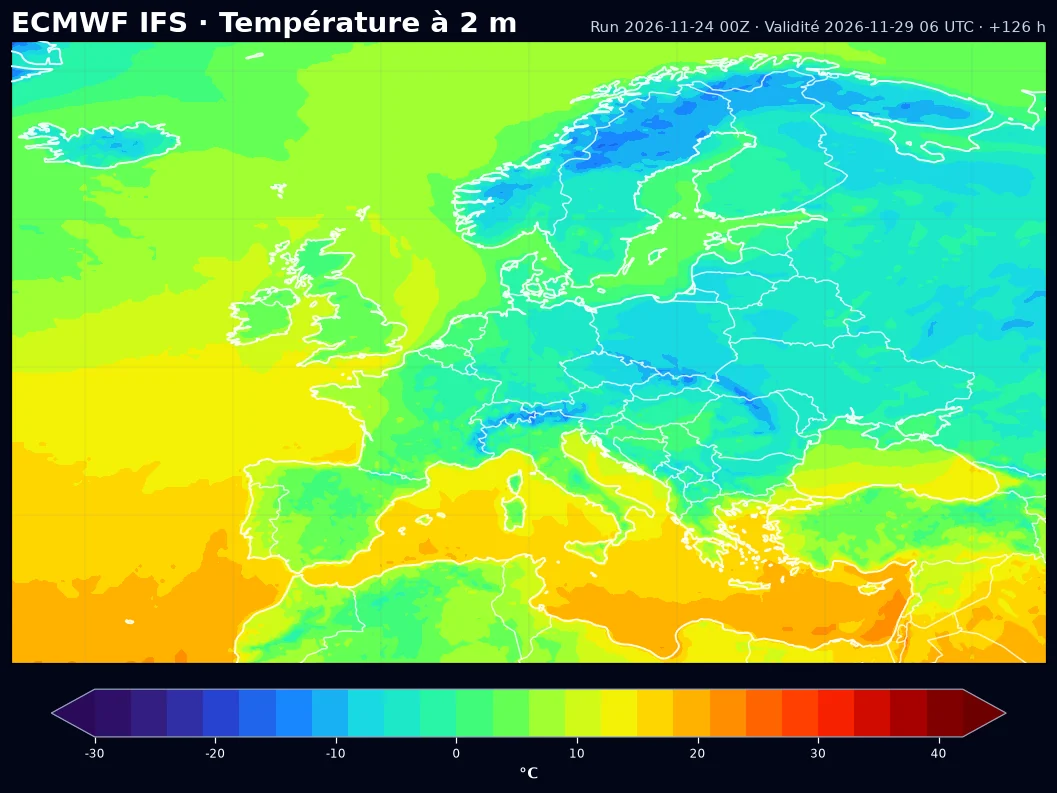 ECMWF IFS · Température à 2 m
Run 2026-11-24 00Z · Validité 2026-11-29 06 UTC · +126 h
-30 -20 -10 0 10 20 30 40
°C